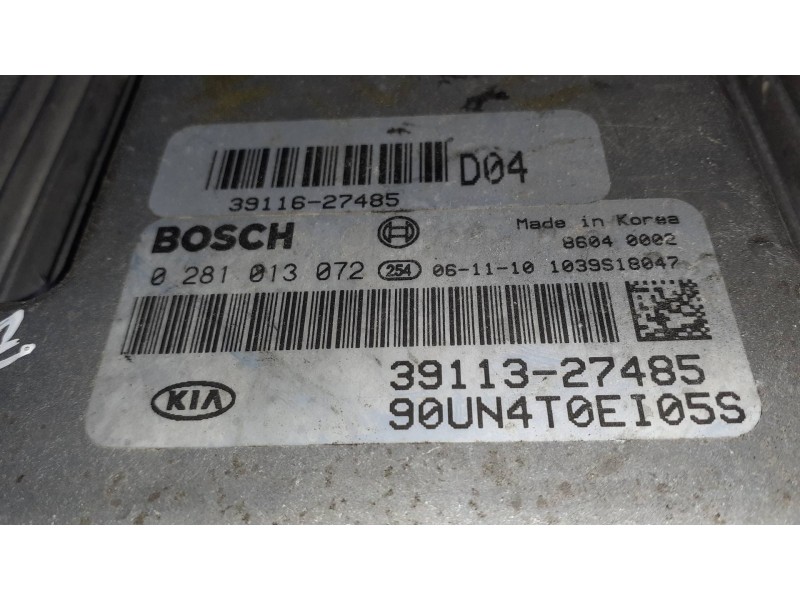 D04
39116-27485
BOSCH
Made in Korea
8604 0002
0 281 013 072 254 06-11-10 1039S18047
39113-27485
KIA
90UN4T0EI05S